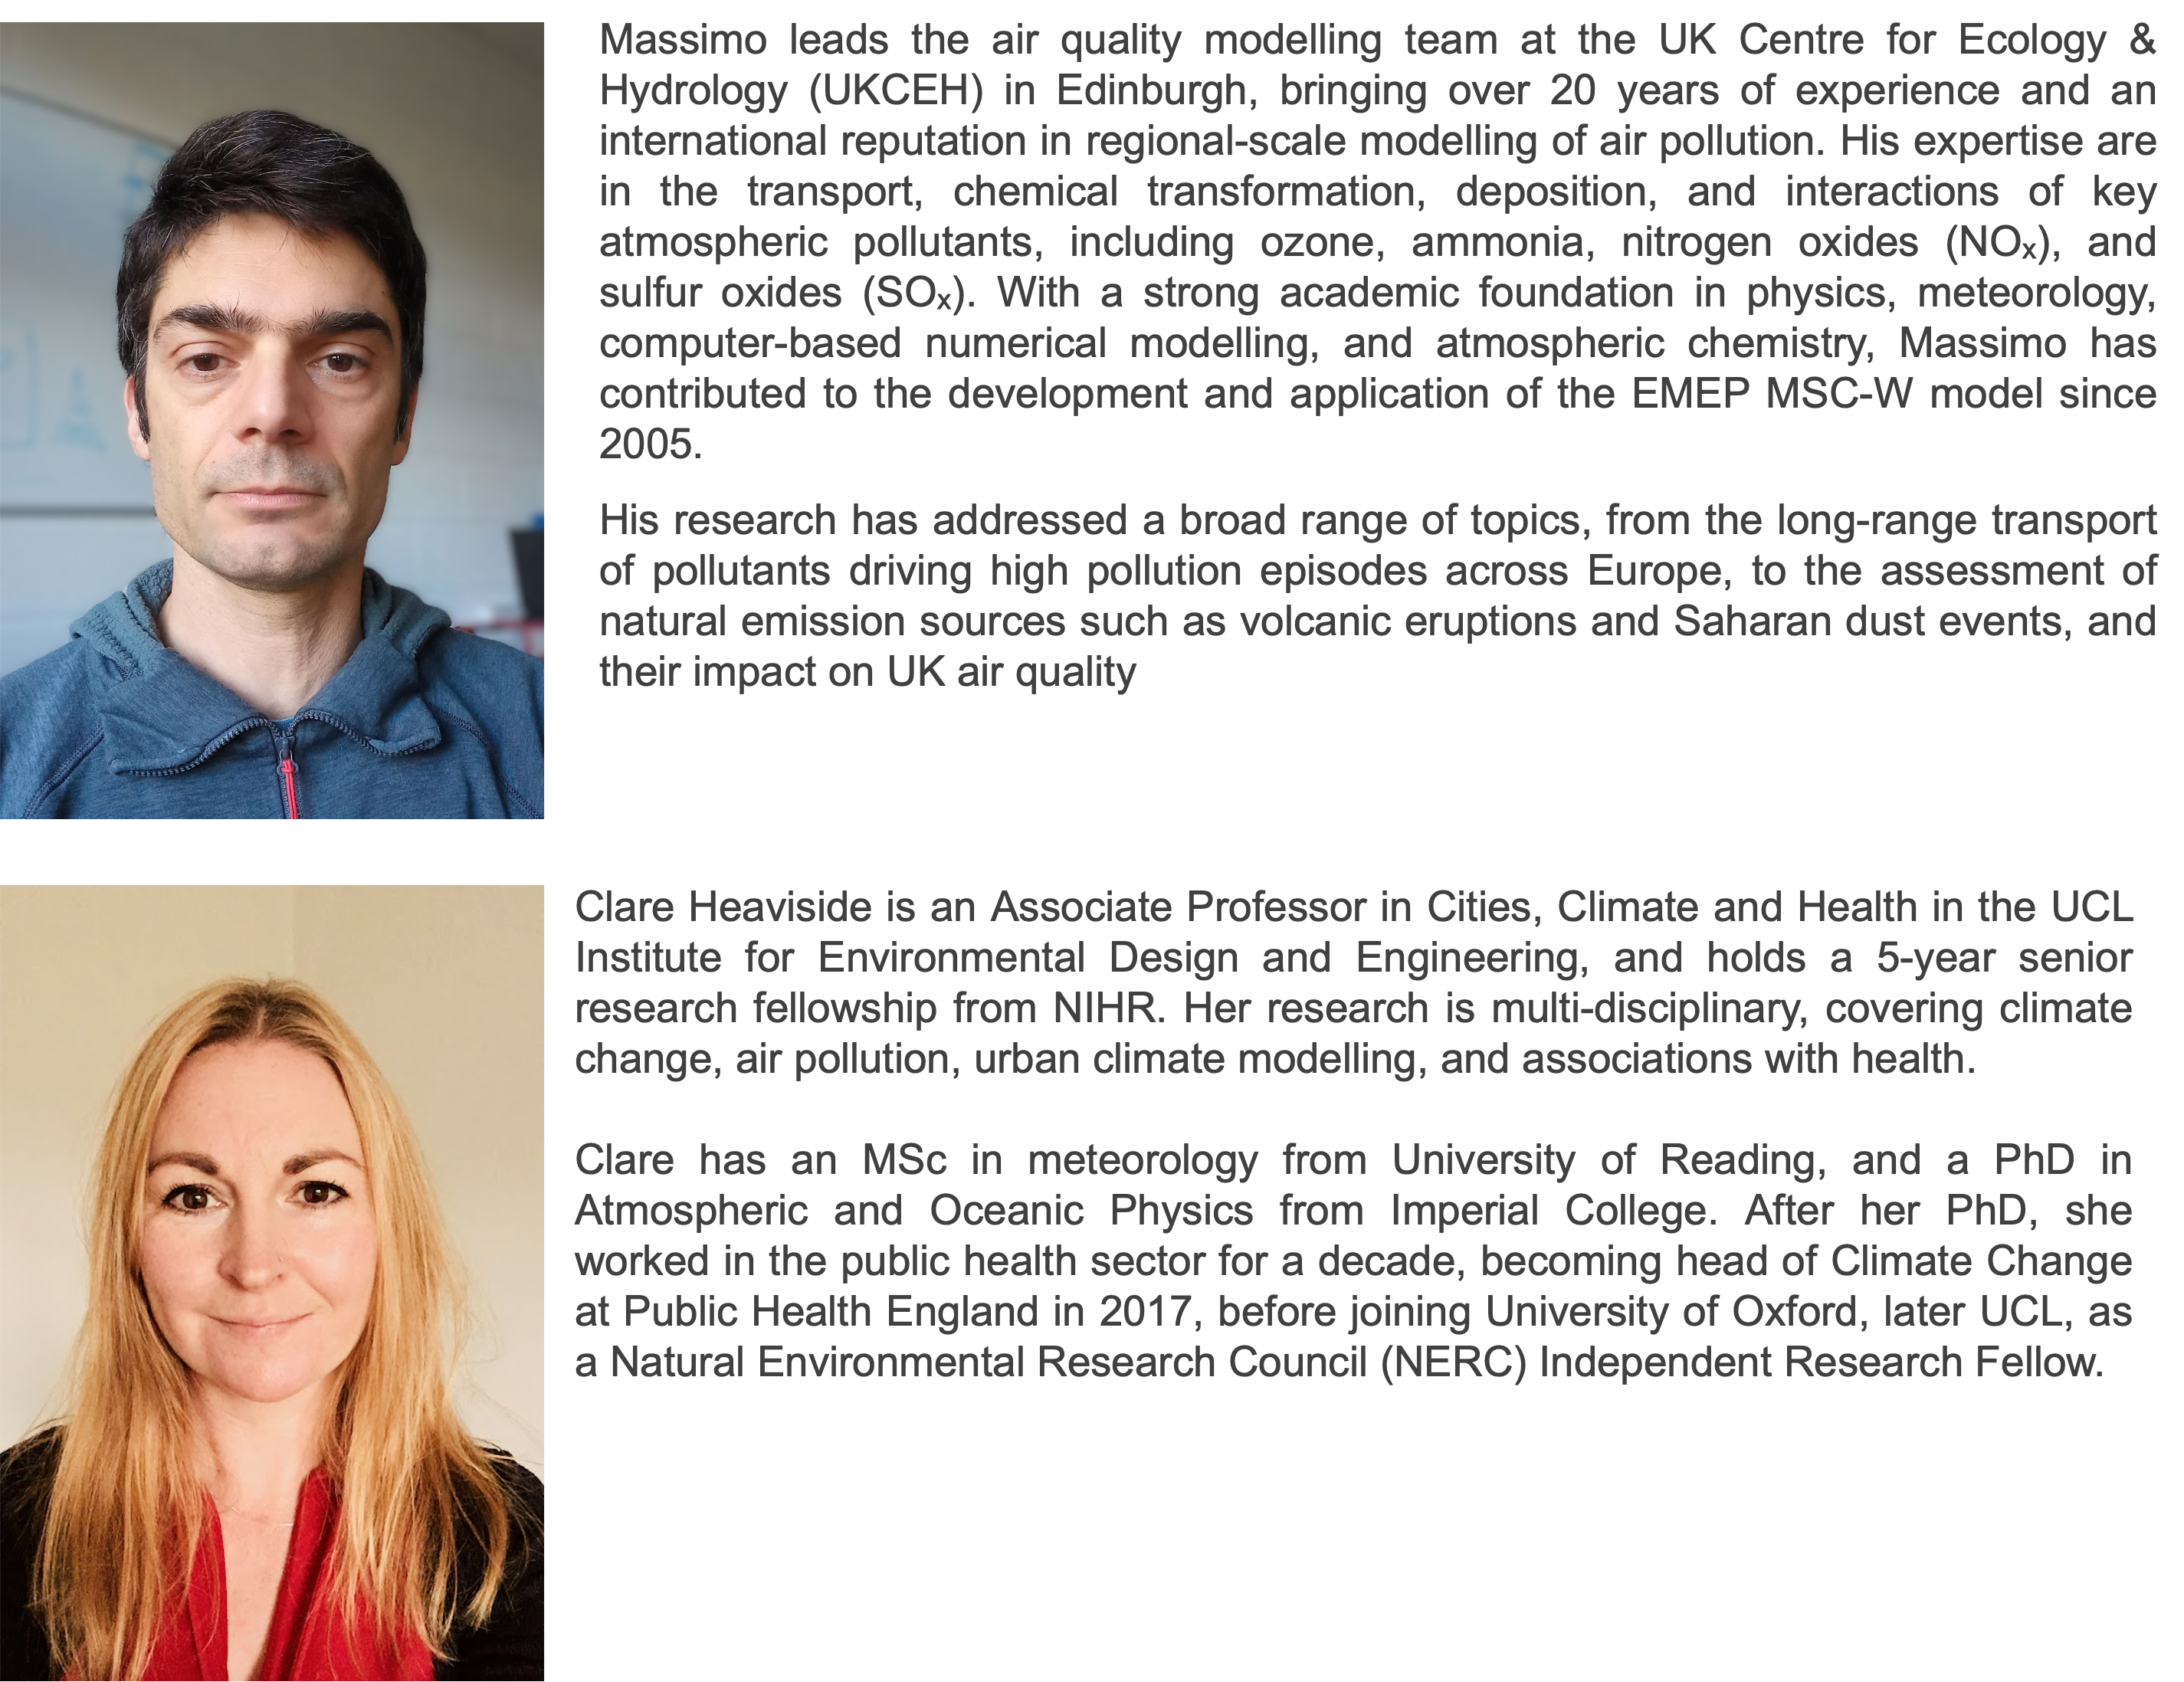 Massimo leads the air quality modelling team at the UK Centre for Ecology &
Hydrology (UKCEH) in Edinburgh, bringing over 20 years of experience and an
international reputation in regional-scale modelling of air pollution. His expertise are
in the transport, chemical transformation, deposition, and interactions of key
atmospheric pollutants, including ozone, ammonia, nitrogen oxides (NOₓ), and
sulfur oxides (SOₓ). With a strong academic foundation in physics, meteorology,
computer-based numerical modelling, and atmospheric chemistry, Massimo has
contributed to the development and application of the EMEP MSC-W model since
2005.
His research has addressed a broad range of topics, from the long-range transport
of pollutants driving high pollution episodes across Europe, to the assessment of
natural emission sources such as volcanic eruptions and Saharan dust events, and
their impact on UK air quality
Clare Heaviside is an Associate Professor in Cities, Climate and Health in the UCL
Institute for Environmental Design and Engineering, and holds a 5-year senior
research fellowship from NIHR. Her research is multi-disciplinary, covering climate
change, air pollution, urban climate modelling, and associations with health.
Clare has an MSc in meteorology from University of Reading, and a PhD in
Atmospheric and Oceanic Physics from Imperial College. After her PhD, she
worked in the public health sector for a decade, becoming head of Climate Change
at Public Health England in 2017, before joining University of Oxford, later UCL, as
a Natural Environmental Research Council (NERC) Independent Research Fellow.